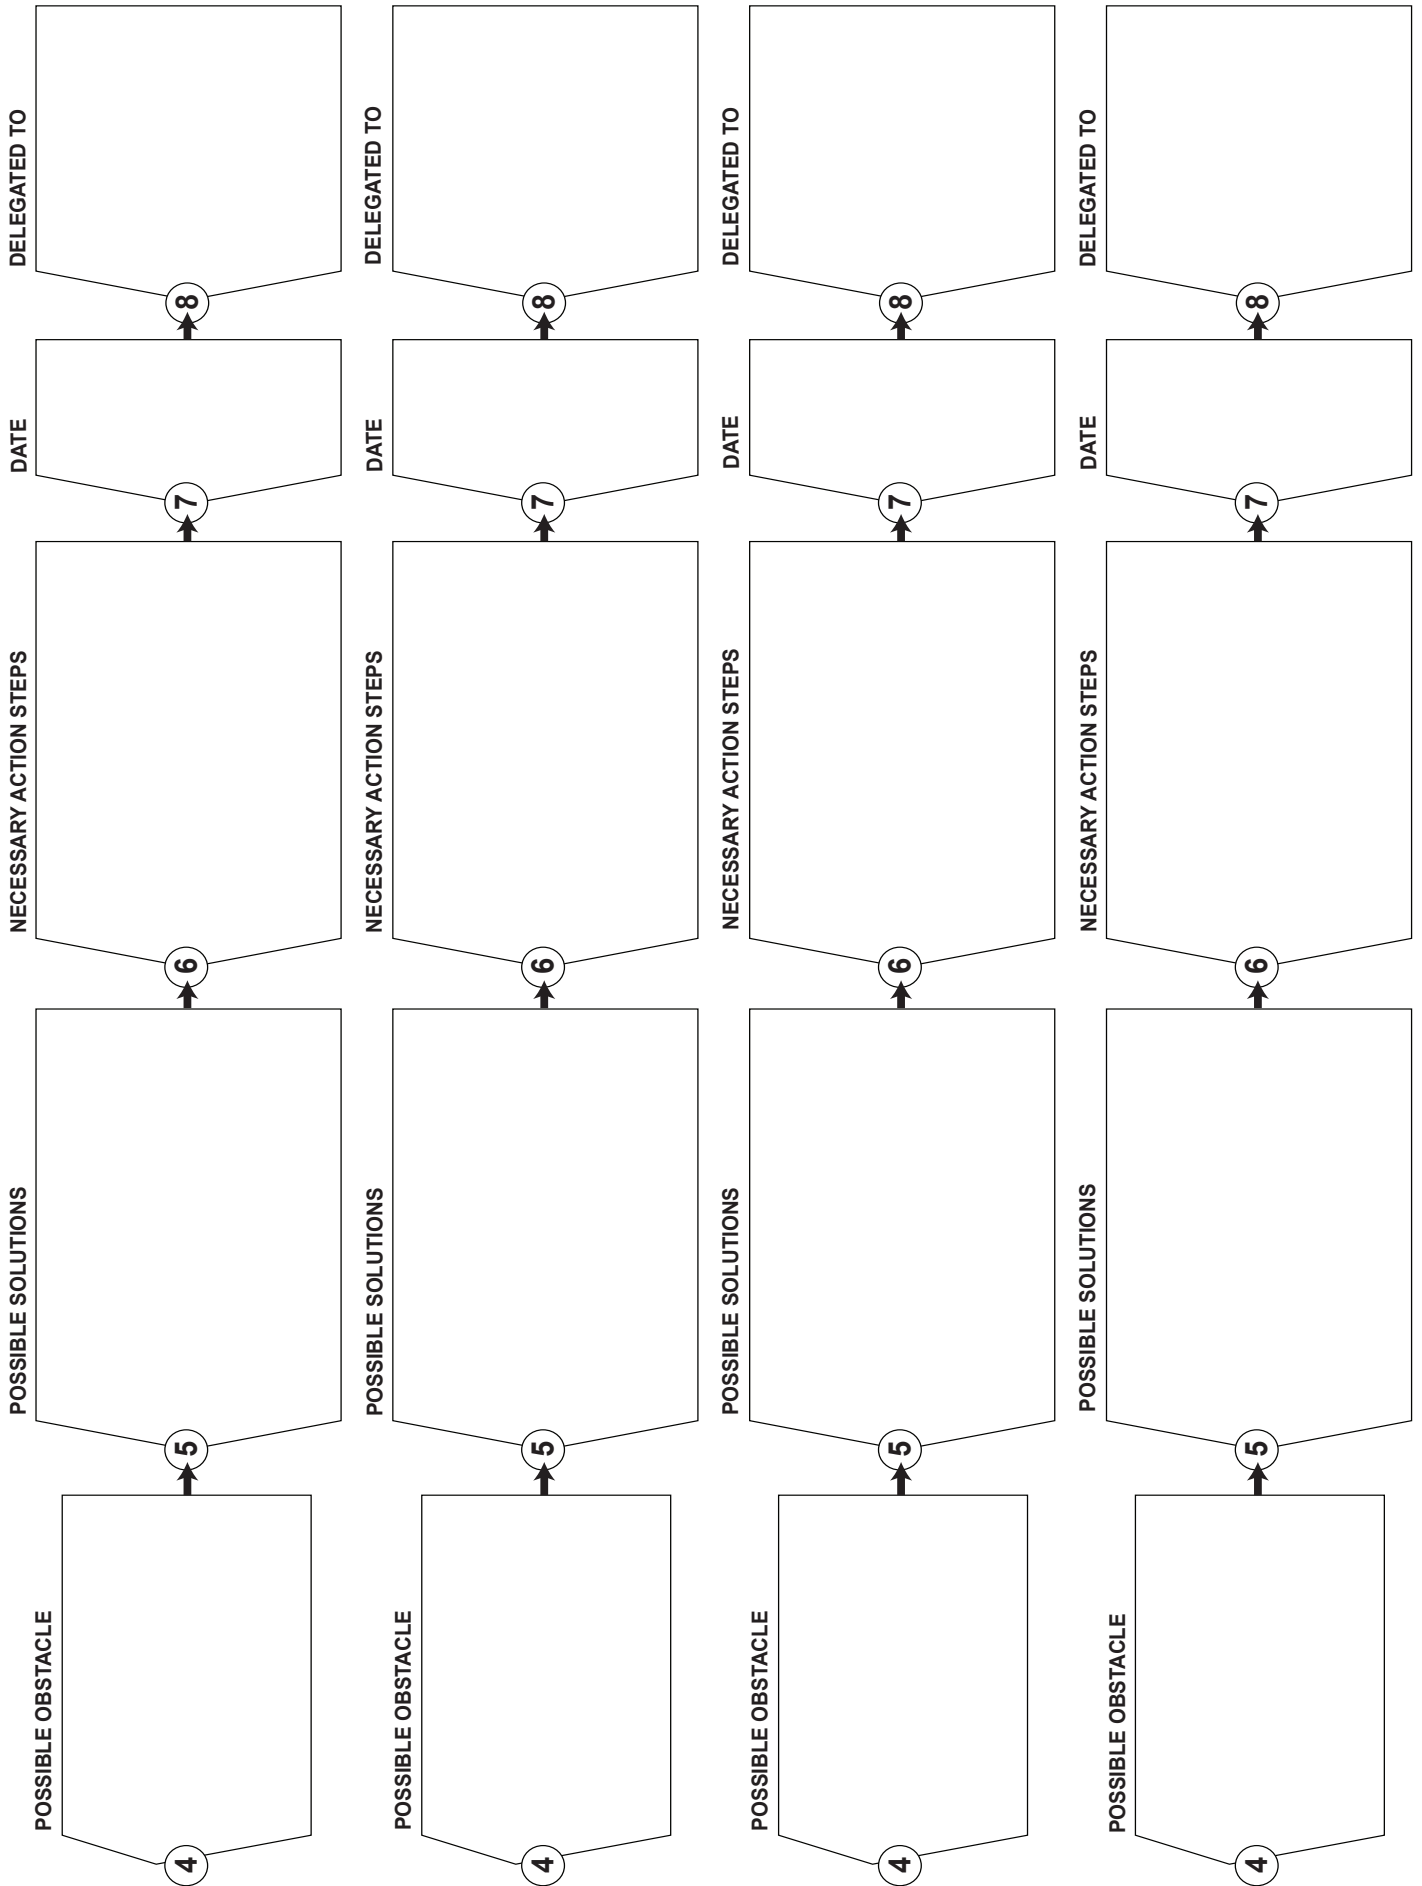 POSSIBLE OBSTACLE
4
POSSIBLE SOLUTIONS
5
NECESSARY ACTION STEPS
6
DATE
7
DELEGATED TO
8
POSSIBLE OBSTACLE
4
POSSIBLE SOLUTIONS
5
NECESSARY ACTION STEPS
6
DATE
7
DELEGATED TO
8
POSSIBLE OBSTACLE
4
POSSIBLE SOLUTIONS
5
NECESSARY ACTION STEPS
6
DATE
7
DELEGATED TO
8
POSSIBLE OBSTACLE
4
POSSIBLE SOLUTIONS
5
NECESSARY ACTION STEPS
6
DATE
7
DELEGATED TO
8